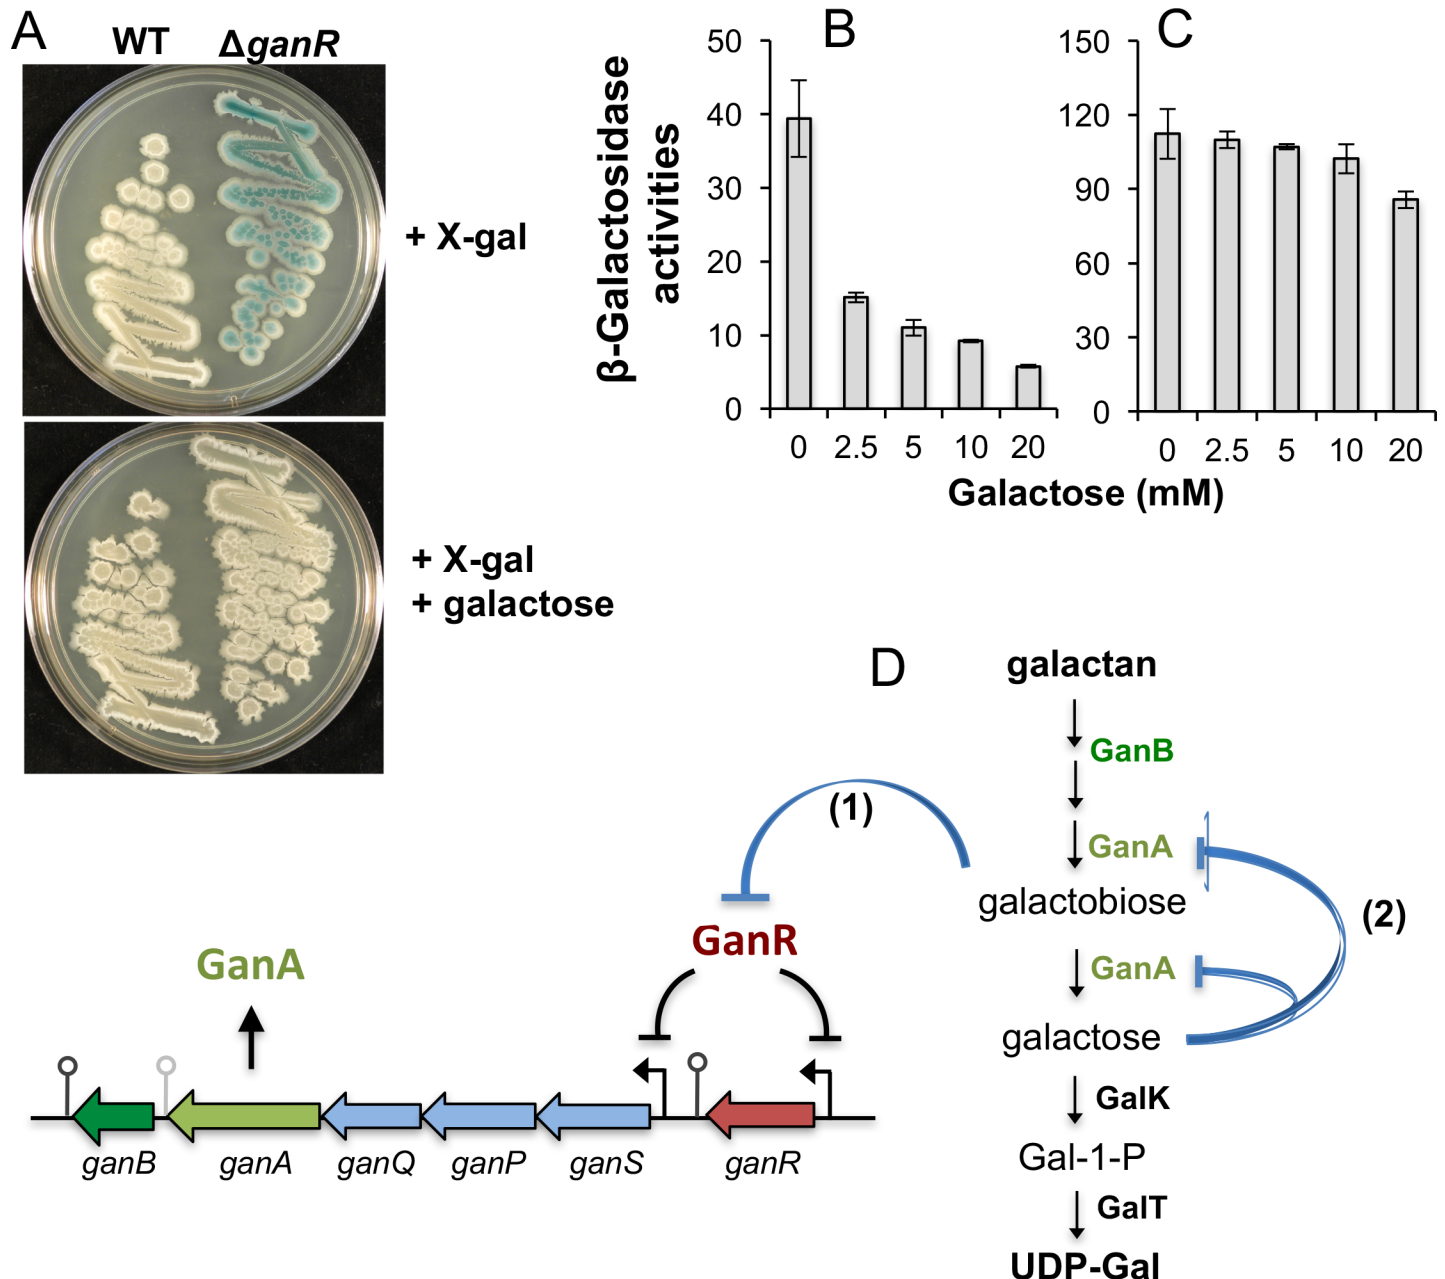 A
WT ΔganR
+ X-gal
+ X-gal
+ galactose
B
β-Galactosidase
activities
50
40
30
20
10
0
0 2.5 5 10 20
C
150
120
90
60
30
0
0 2.5 5 10 20
Galactose (mM)
D
galactan
GanB
GanA
galactobiose
GanA
galactose
GalK
Gal-1-P
GalT
UDP-Gal
(1)
(2)
GanR
GanA
ganB ganA ganQ ganP ganS ganR